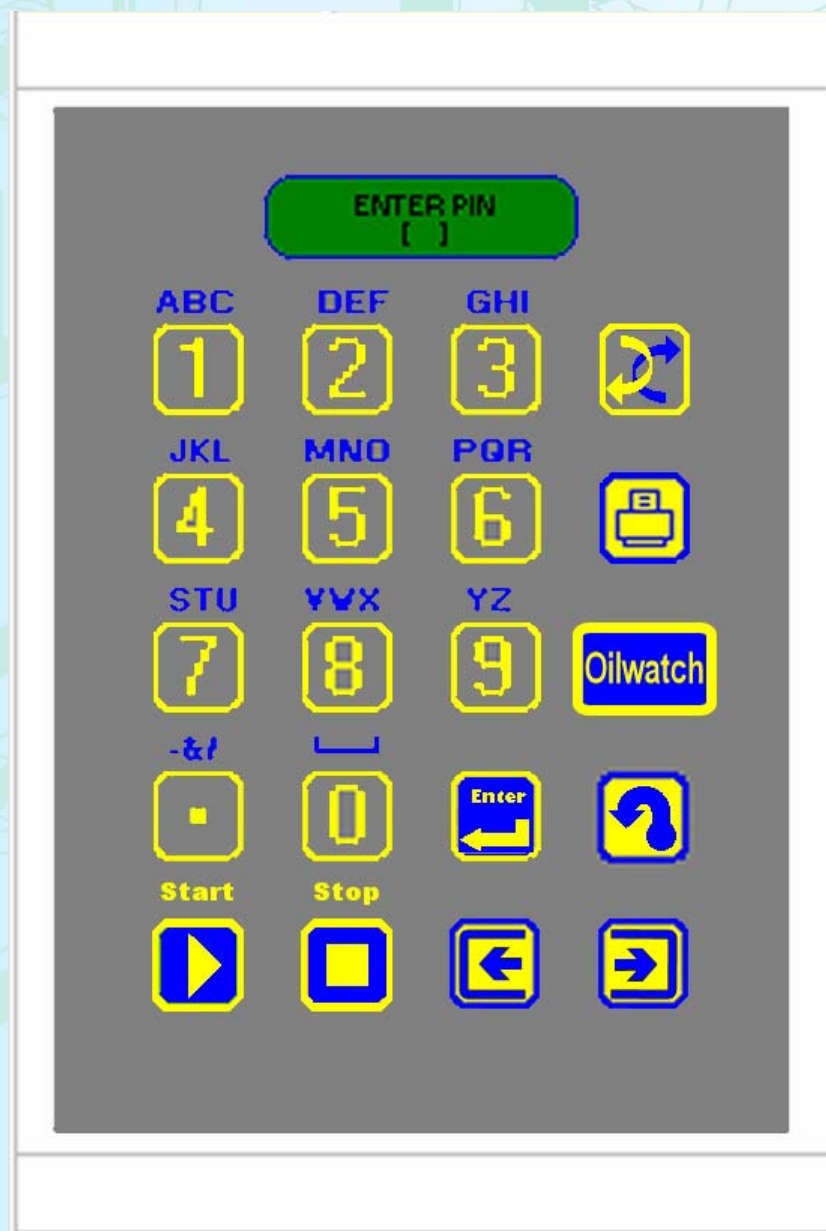 ENTER PIN
[ ]
ABC DEF GHI
1 2 3
JKL MNO PQR
4 5 6
STU VWX YZ
7 8 9 Oilwatch
-&/
. 0 Enter
Start Stop